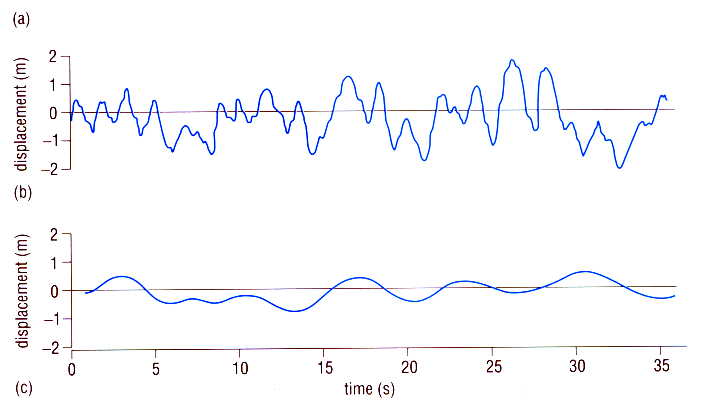 (a)
displacement (m)
2
1
0
−1
−2
(b)
displacement (m)
2
1
0
−1
−2
0 5 10 15 20 25 30 35
(c)
time (s)